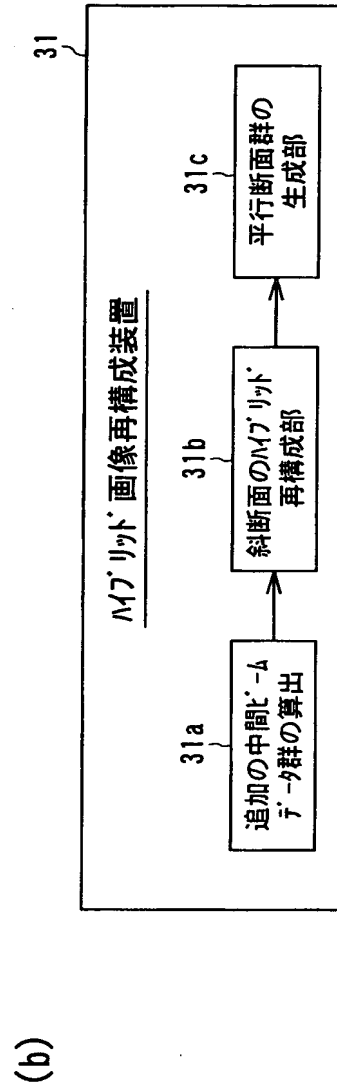 (b)
31
ハイブリッド画像再構成装置
31a
追加の中間ビーム
データ群の算出
31b
斜断面のハイブリッド
再構成部
31c
平行断面群の
生成部